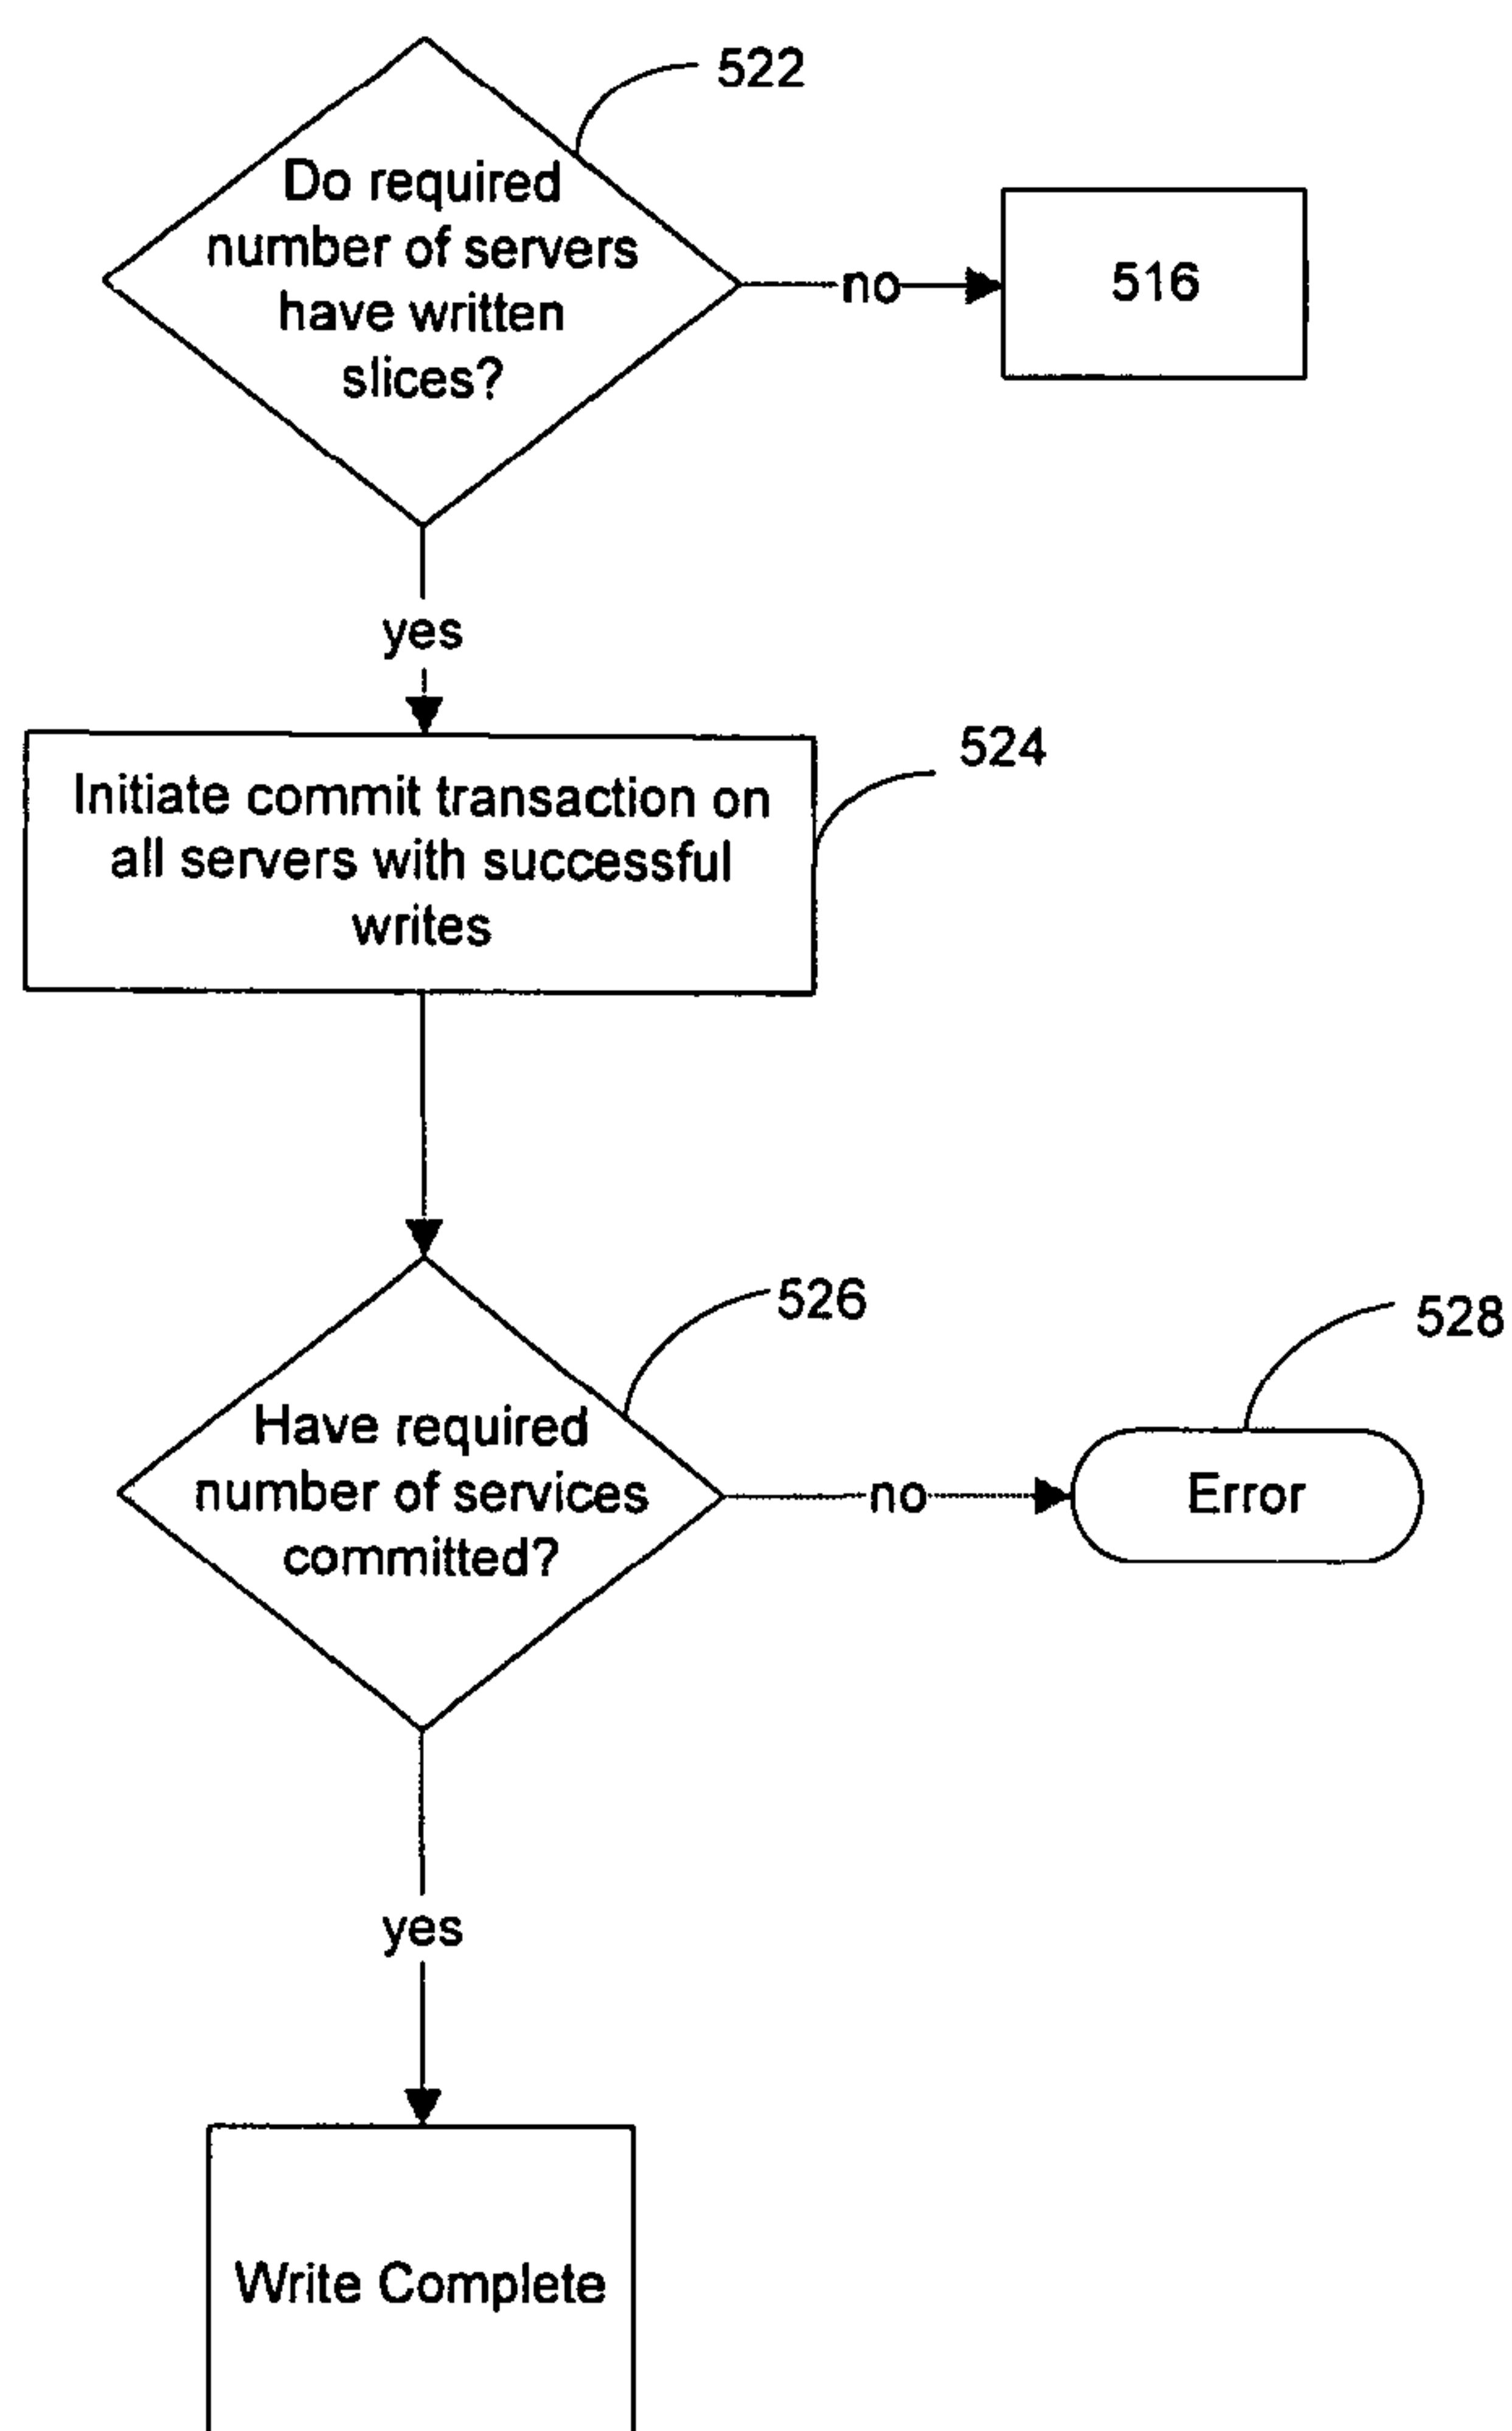 522
Do required
number of servers
have written
slices?
no
516
yes
524
Initiate commit transaction on
all servers with successful
writes
526
528
Have required
number of services
committed?
no
Error
yes
Write Complete